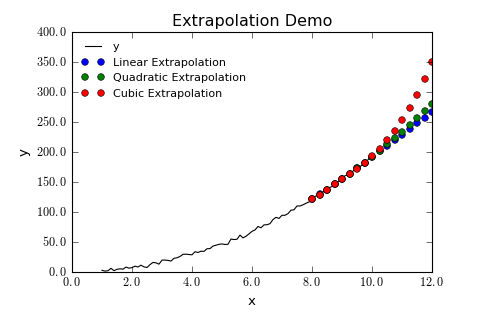 Extrapolation Demo
400.0
350.0
300.0
250.0
200.0
150.0
100.0
50.0
0.0
y
y
Linear Extrapolation
Quadratic Extrapolation
Cubic Extrapolation
0.0 2.0 4.0 6.0 8.0 10.0 12.0
x